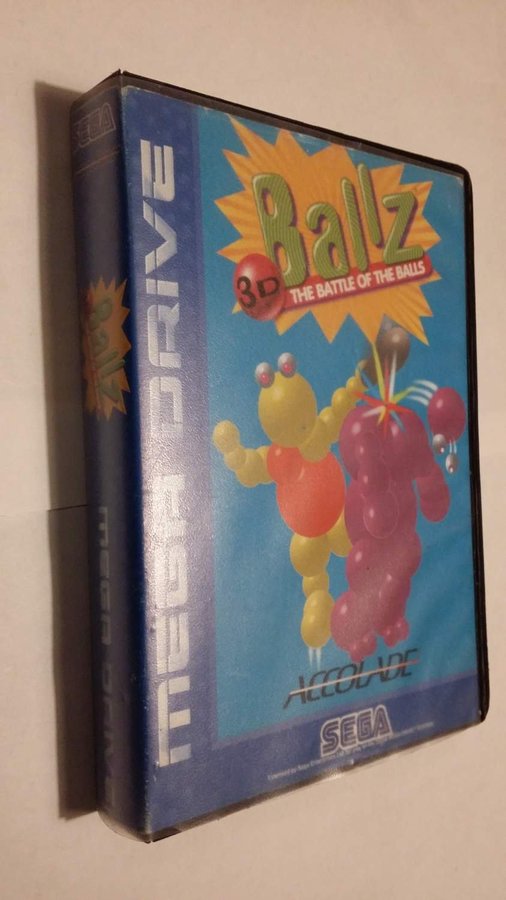 SEGA
Ballz
MEGA DRIVE
MEGA DRIVE
Ballz
3D
THE BATTLE OF THE BALLS
ACCOLADE
SEGA